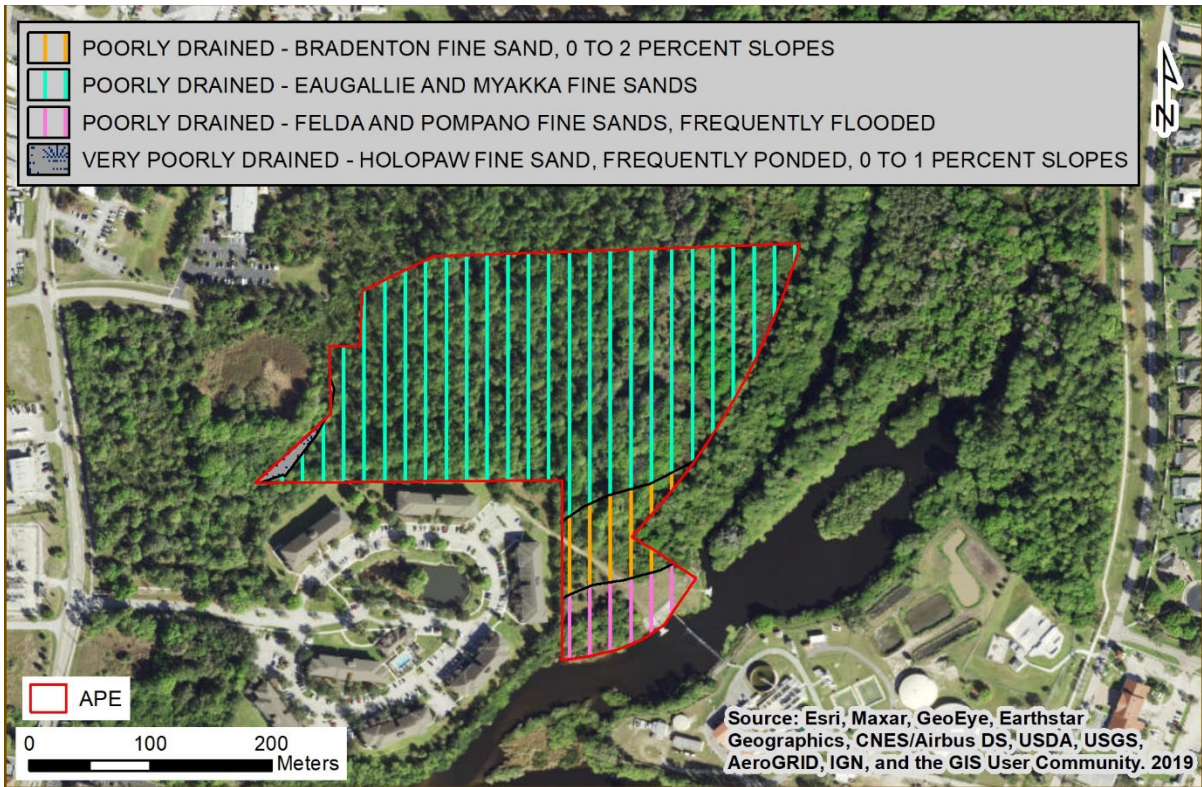 POORLY DRAINED - BRADENTON FINE SAND, 0 TO 2 PERCENT SLOPES
POORLY DRAINED - EAUGALLIE AND MYAKKA FINE SANDS
POORLY DRAINED - FELDA AND POMPANO FINE SANDS, FREQUENTLY FLOODED
VERY POORLY DRAINED - HOLOPAW FINE SAND, FREQUENTLY PONDED, 0 TO 1 PERCENT SLOPES
N
APE
0 100 200
Meters
Source: Esri, Maxar, GeoEye, Earthstar
Geographics, CNES/Airbus DS, USDA, USGS,
AeroGRID, IGN, and the GIS User Community. 2019